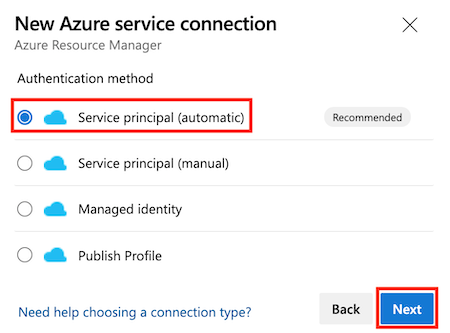 New Azure service connection
Azure Resource Manager
Authentication method
Service principal (automatic) Recommended
Service principal (manual)
Managed identity
Publish Profile
Need help choosing a connection type? Back Next